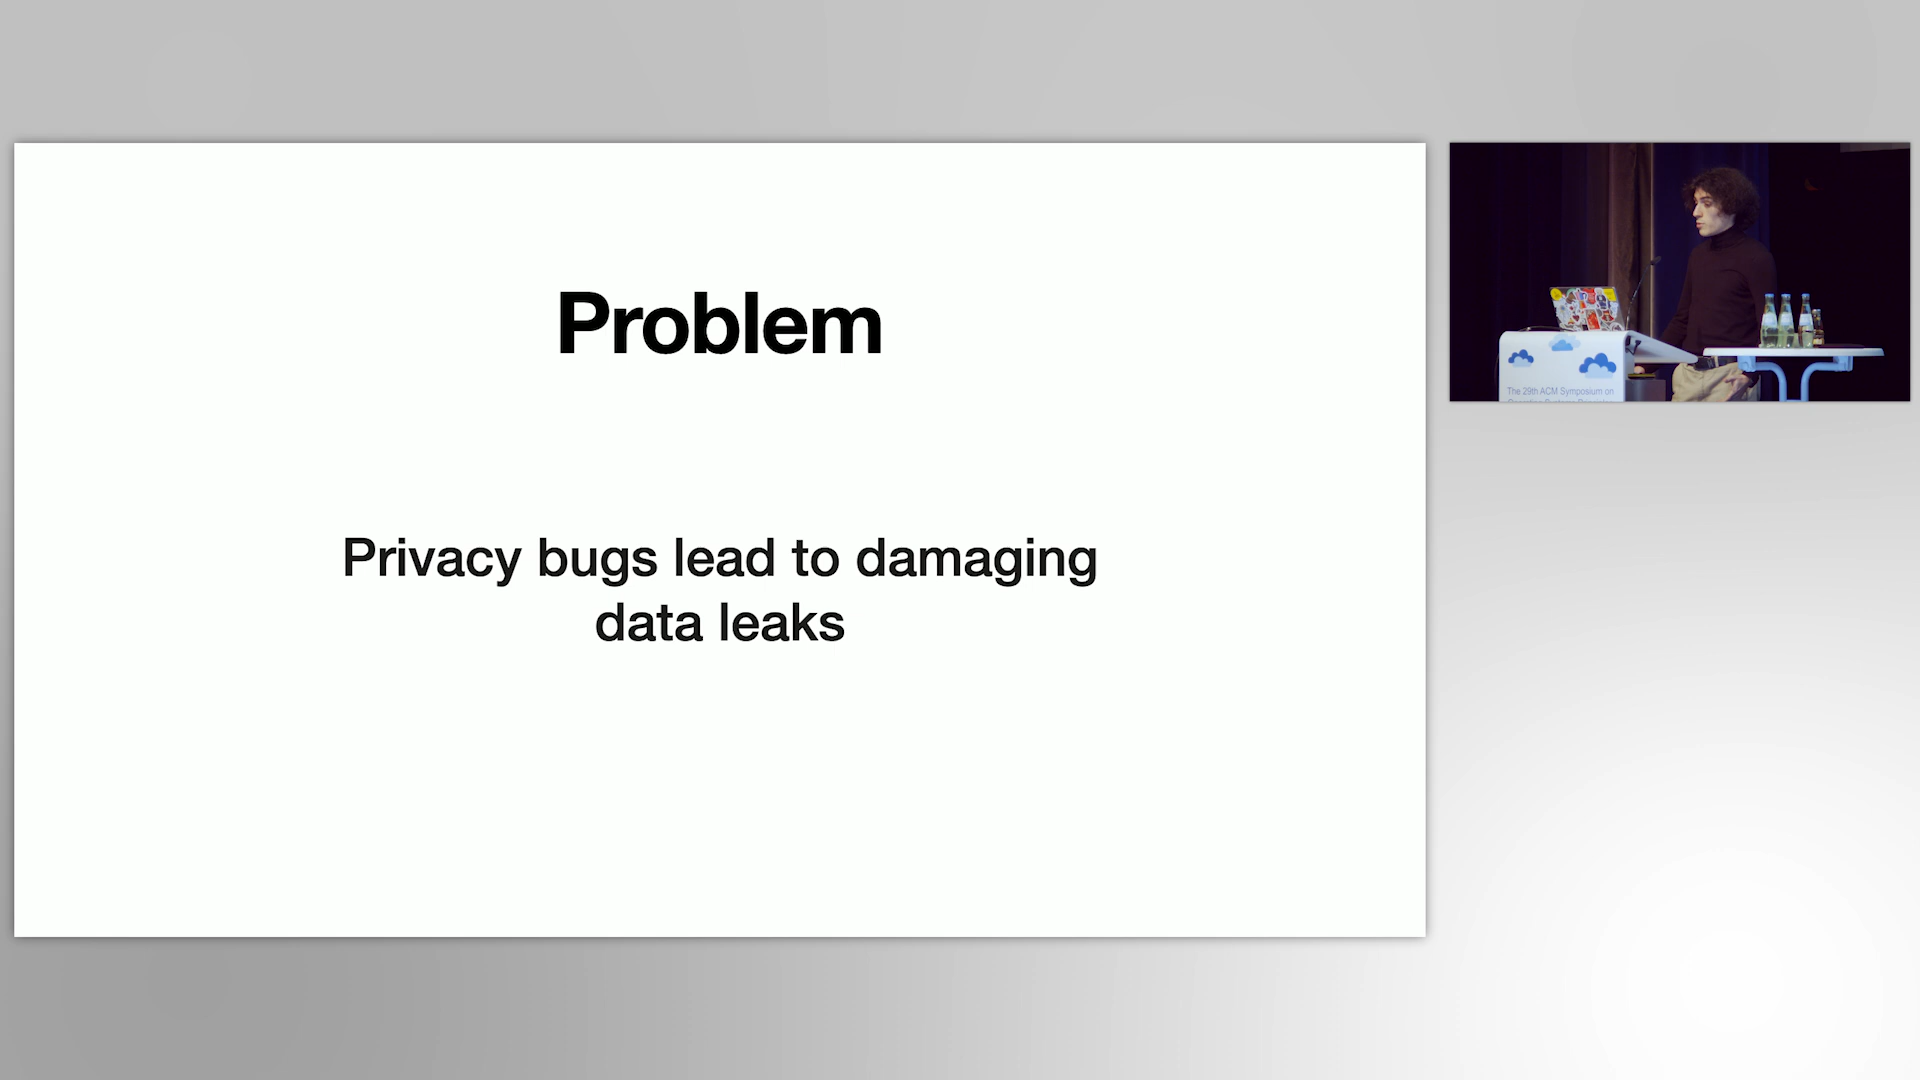 Problem
Privacy bugs lead to damaging
data leaks
The 29th ACM Symposium on